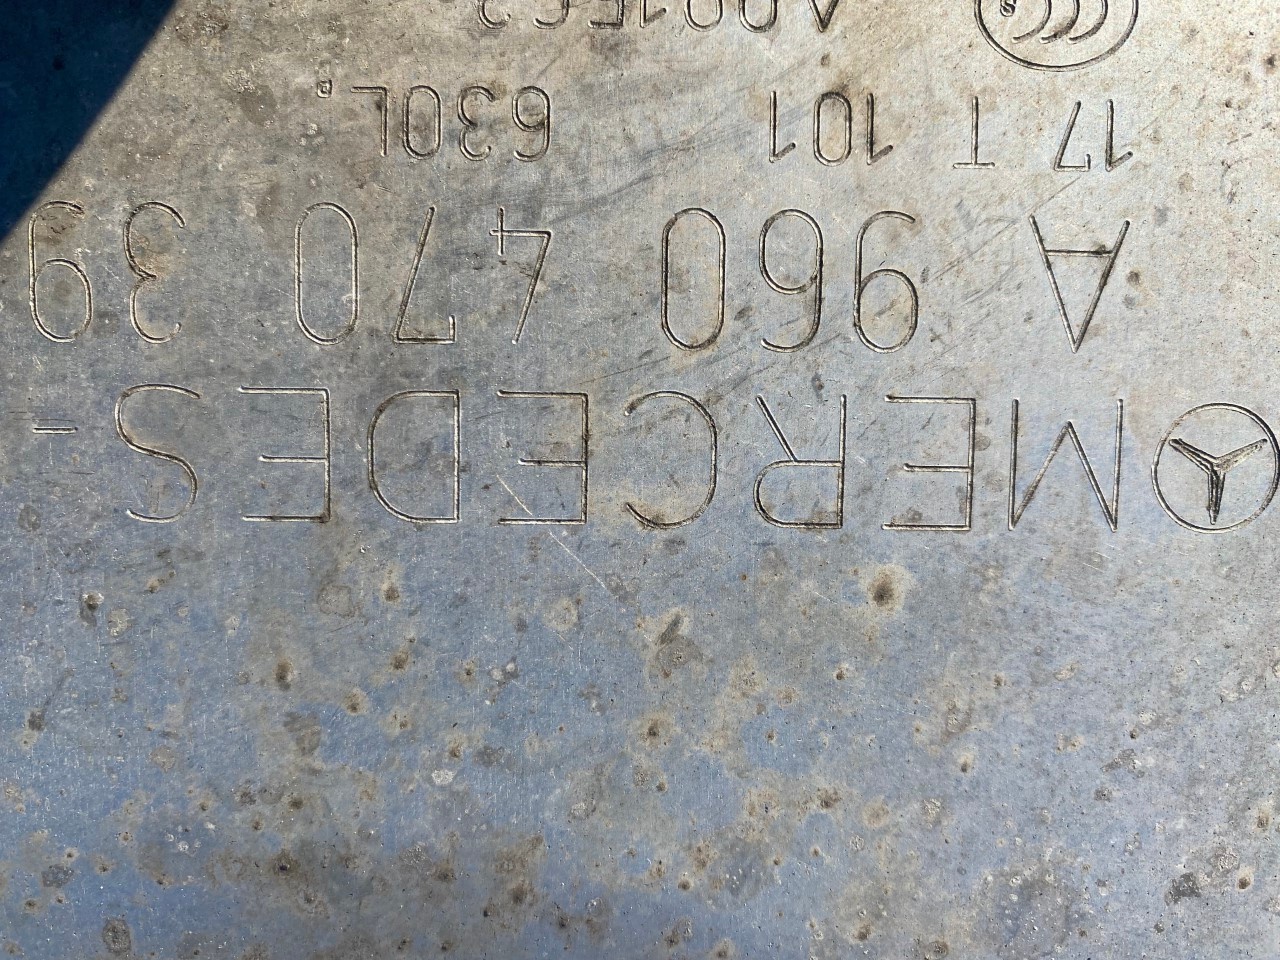 MERCEDES -
A 960 470 39
17 T 101 630L